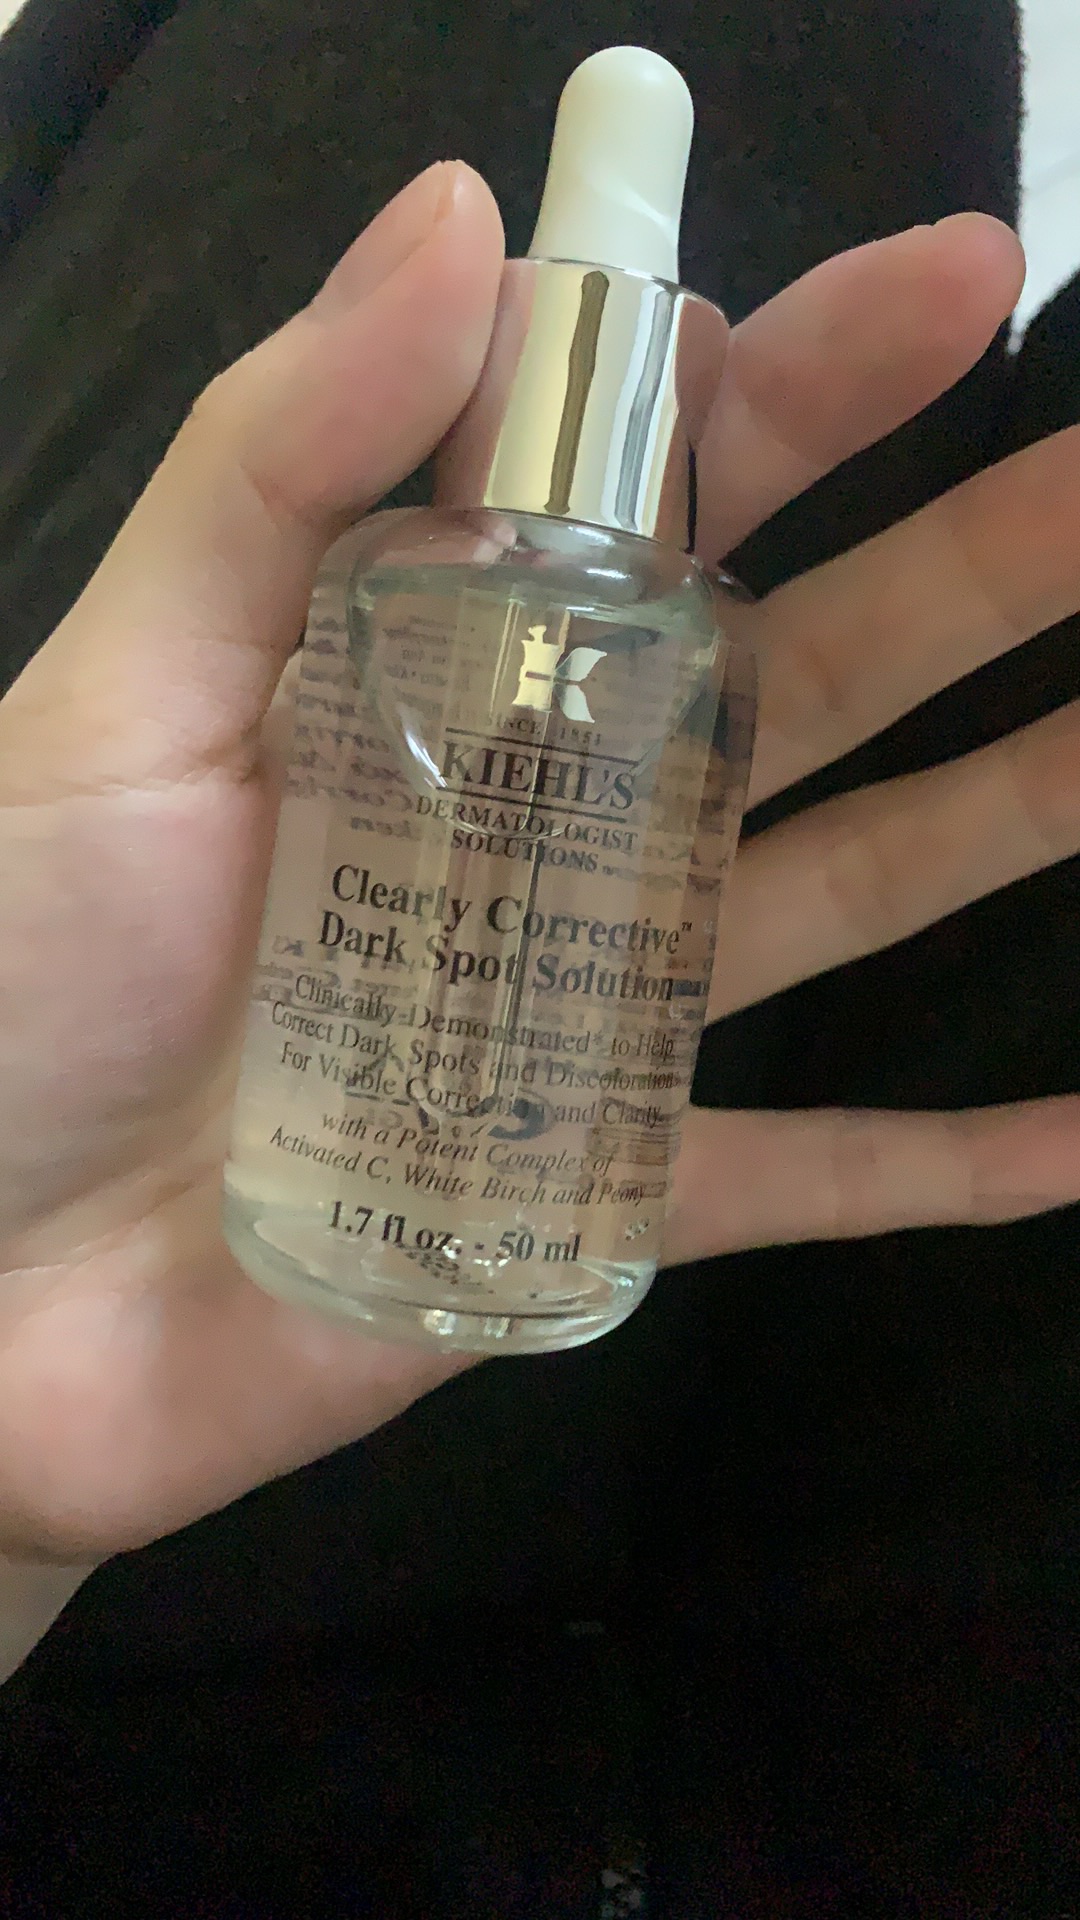 SINCE 1851
KIEHL'S
DERMATOLOGIST
SOLUTIONS
Clearly Corrective™
Dark Spot Solution
Clinically-Demonstrated* to Help
Correct Dark Spots and Discoloration
For Visible Correction and Clarity
with a Potent Complex of
Activated C, White Birch and Peony
1.7 fl oz. - 50 ml